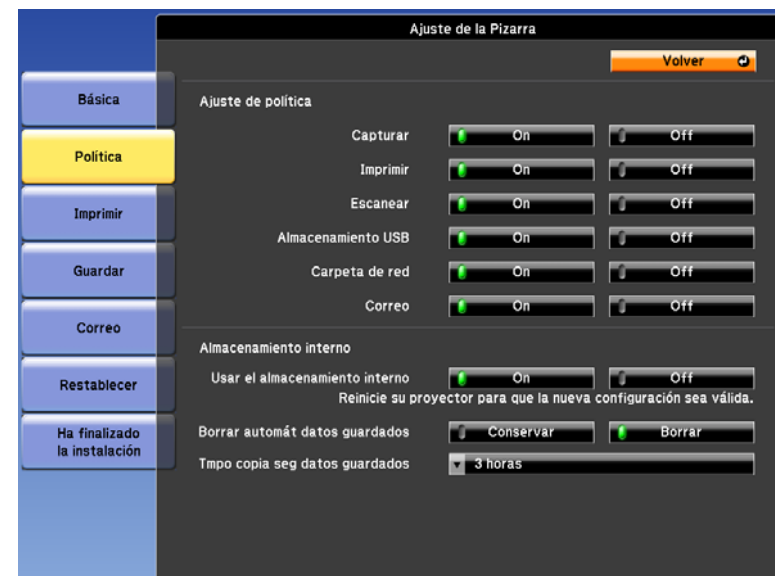 Ajuste de la Pizarra
Volver
Básica
Política
Imprimir
Guardar
Correo
Restablecer
Ha finalizado
la instalación
Ajuste de política
Capturar On Off
Imprimir On Off
Escanear On Off
Almacenamiento USB On Off
Carpeta de red On Off
Correo On Off
Almacenamiento interno
Usar el almacenamiento interno On Off
Reinicie su proyector para que la nueva configuración sea válida.
Borrar automát datos guardados Conservar Borrar
Tmpo copia seg datos guardados 3 horas